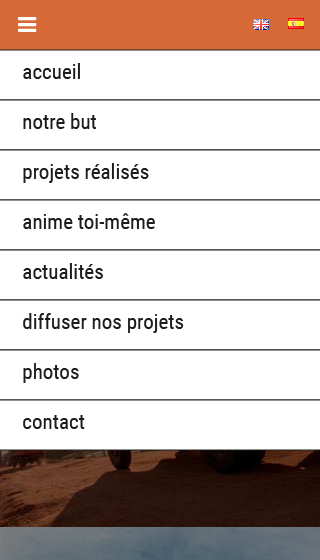 accueil
notre but
projets réalisés
anime toi-même
actualités
diffuser nos projets
photos
contact